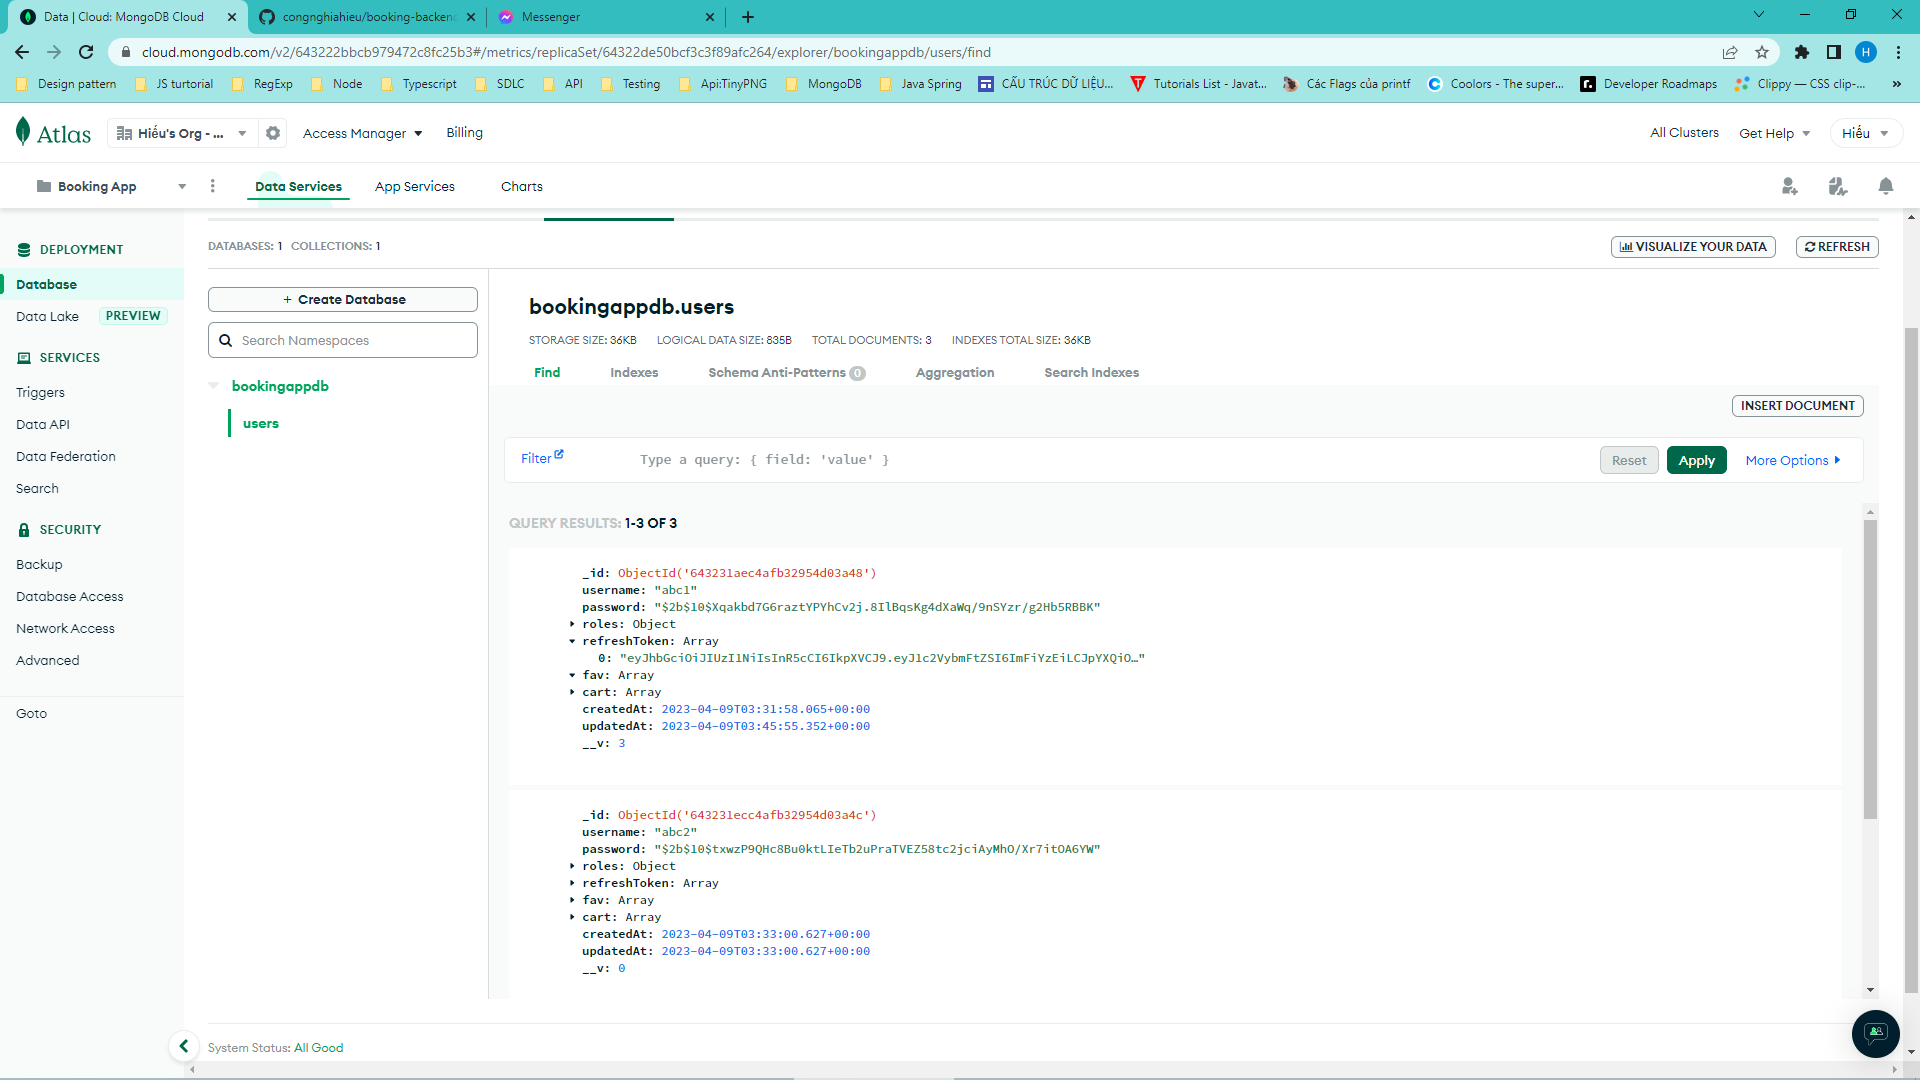 Data | Cloud: MongoDB Cloud
congnghiahieu/booking-backend
Messenger
cloud.mongodb.com/v2/643222bbcb979472c8fc25b3#/metrics/replicaSet/64322de50bcf3c3f89afc264/explorer/bookingappdb/users/find
H
Design pattern
JS turtorial
RegExp
Node
Typescript
SDLC
API
Testing
Api:TinyPNG
MongoDB
Java Spring
CẤU TRÚC DỮ LIỆU...
Tutorials List - Javat...
Các Flags của printf
Coolors - The super...
Developer Roadmaps
Clippy — CSS clip-...
»
Atlas
Hiếu's Org - ...
Access Manager
Billing
All Clusters
Get Help
Hiếu
Booking App
Data Services
App Services
Charts
DEPLOYMENT
Database
Data Lake PREVIEW
SERVICES
Triggers
Data API
Data Federation
Search
SECURITY
Backup
Database Access
Network Access
Advanced
Goto
DATABASES: 1 COLLECTIONS: 1
VISUALIZE YOUR DATA
REFRESH
+ Create Database
Search Namespaces
bookingappdb
users
bookingappdb.users
STORAGE SIZE: 36KB LOGICAL DATA SIZE: 835B TOTAL DOCUMENTS: 3 INDEXES TOTAL SIZE: 36KB
Find
Indexes
Schema Anti-Patterns 0
Aggregation
Search Indexes
INSERT DOCUMENT
Filter
Type a query: { field: 'value' }
Reset
Apply
More Options
QUERY RESULTS: 1-3 OF 3
_id: ObjectId('643231aec4afb32954d03a48')
username: "abc1"
password: "$2b$10$Xqakbd7G6raztYPYhCv2j.8IlBqsKg4dXaWq/9nSYzr/g2Hb5RBBK"
roles: Object
refreshToken: Array
0: "eyJhbGciOiJIUzI1NiIsInR5cCI6IkpXVCJ9.eyJ1c2VybmFtZSI6ImFiYzEiLCJpYXQiO…"
fav: Array
cart: Array
createdAt: 2023-04-09T03:31:58.065+00:00
updatedAt: 2023-04-09T03:45:55.352+00:00
__v: 3
_id: ObjectId('643231ecc4afb32954d03a4c')
username: "abc2"
password: "$2b$10$txwzP9QHc8Bu0ktLIeTb2uPraTVEZ58tc2jciAyMhO/Xr7itOA6YW"
roles: Object
refreshToken: Array
fav: Array
cart: Array
createdAt: 2023-04-09T03:33:00.627+00:00
updatedAt: 2023-04-09T03:33:00.627+00:00
__v: 0
System Status: All Good